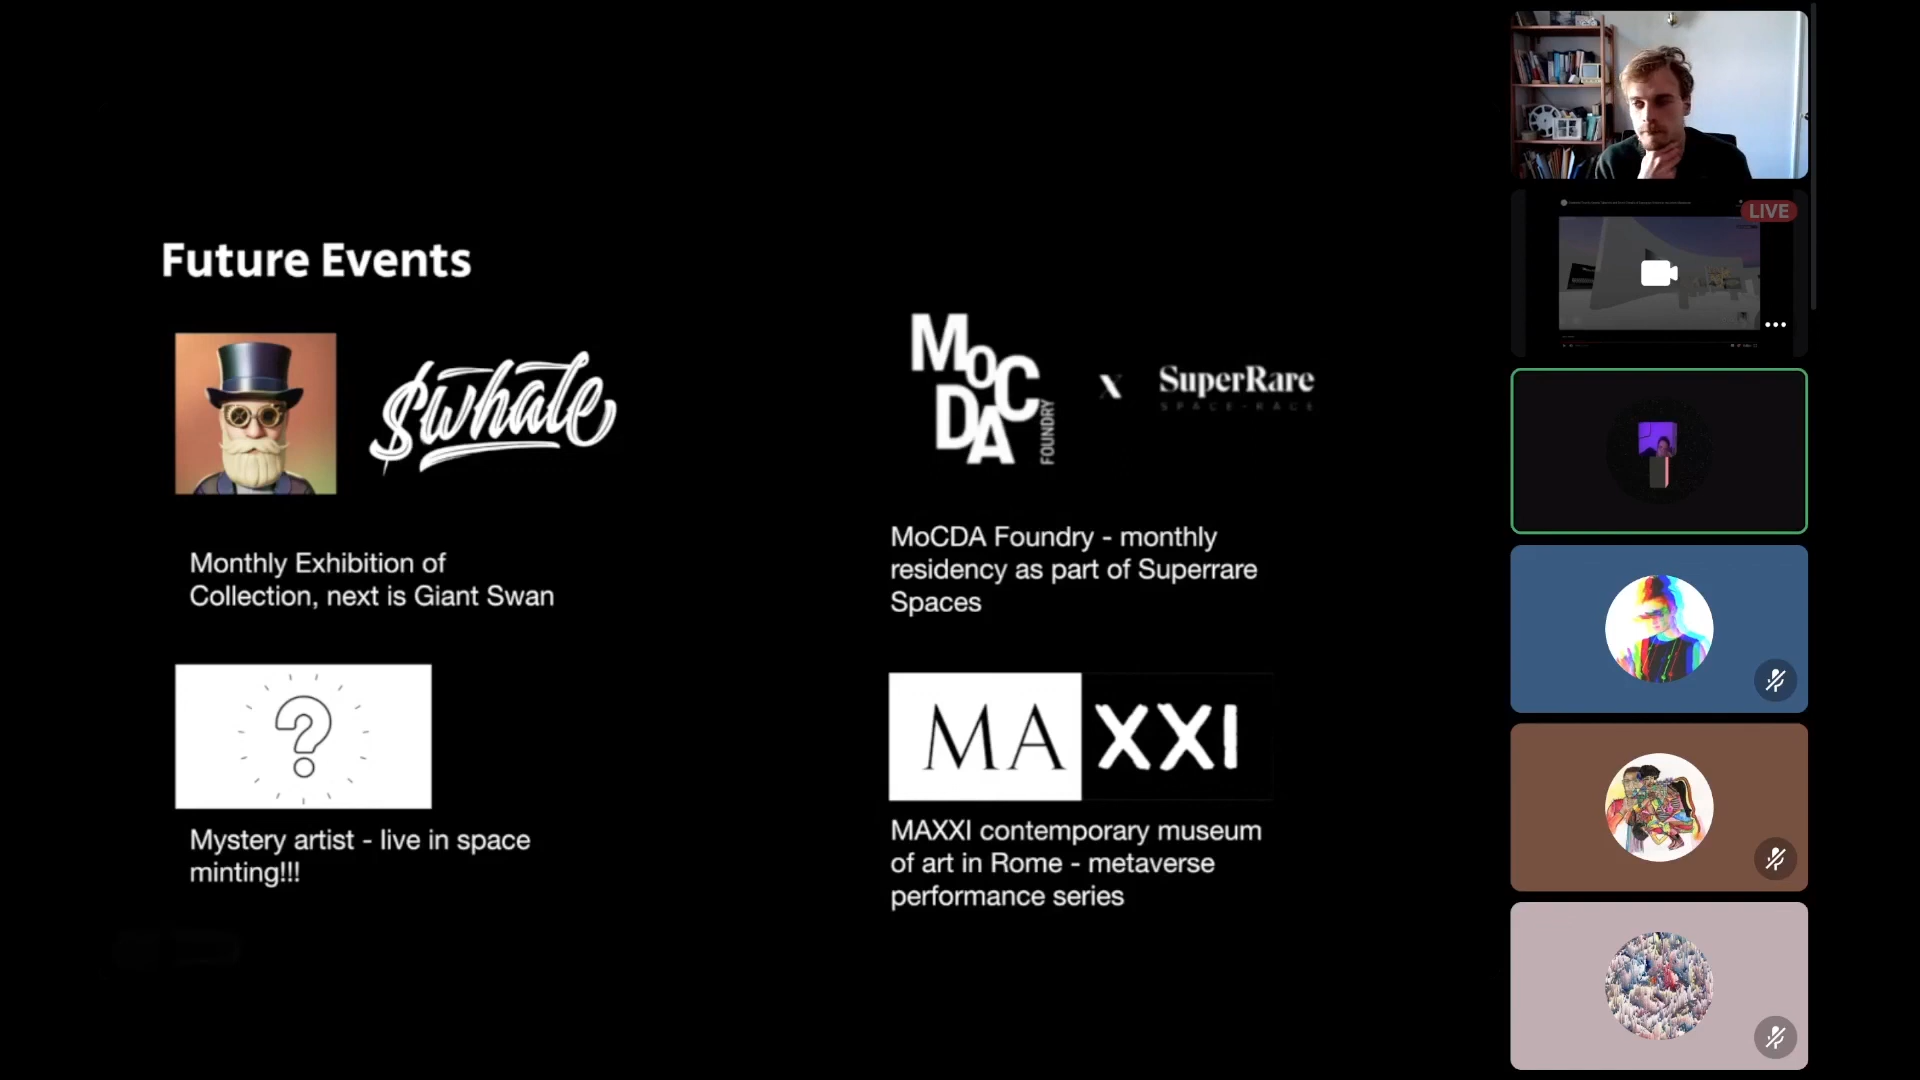 Future Events
$whale
Monthly Exhibition of
Collection, next is Giant Swan
MoCDA
FOUNDRY
X
SuperRare
SPACE-RACE
MoCDA Foundry - monthly
residency as part of Superrare
Spaces
?
Mystery artist - live in space
minting!!!
MAXXI
MAXXI contemporary museum
of art in Rome - metaverse
performance series
LIVE